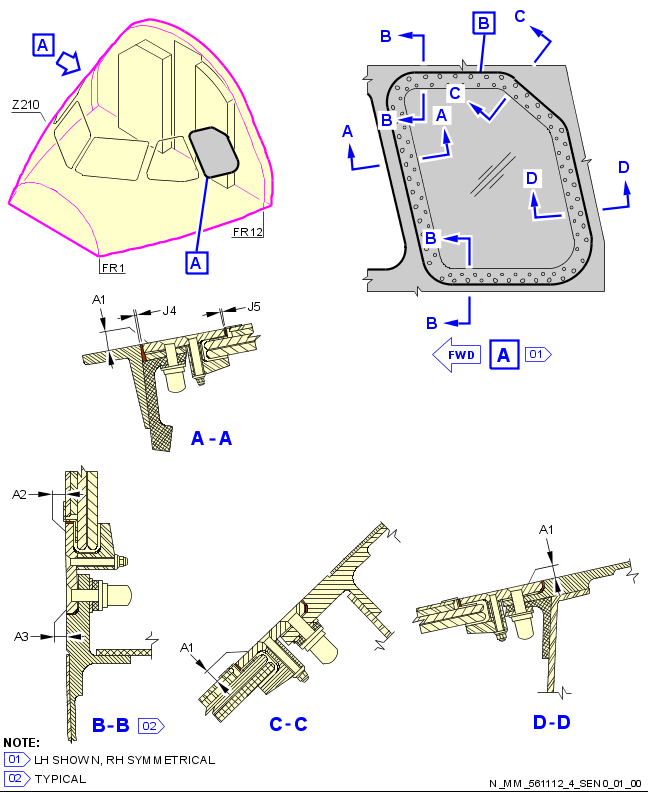 A
Z210
FR12
FR1
A
B
B
C
B
C
A
A
D
D
B
B
FWD
A
01
A1
J4
J5
A-A
A2
A3
B-B
02
A1
C-C
A1
D-D
NOTE:
01 LH SHOWN, RH SYMMETRICAL
02 TYPICAL
N_MM_561112_4_SEN0_01_00